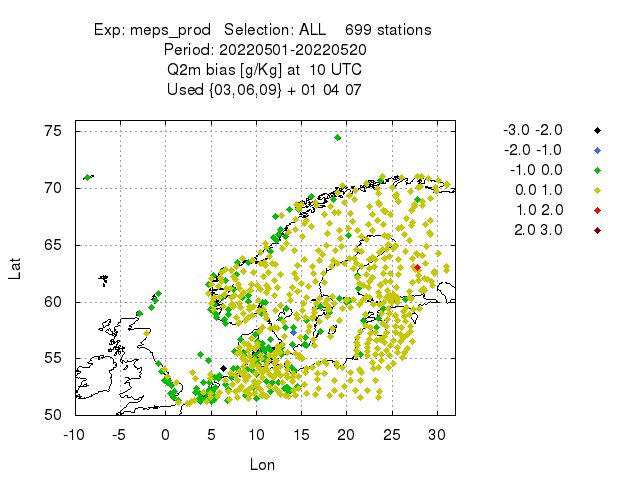 Exp: meps_prod Selection: ALL 699 stations
Period: 20220501-20220520
Q2m bias [g/Kg] at 10 UTC
Used {03,06,09} + 01 04 07
75
70
65
60
55
50
Lat
-10 -5 0 5 10 15 20 25 30
Lon
-3.0 -2.0
-2.0 -1.0
-1.0 0.0
0.0 1.0
1.0 2.0
2.0 3.0